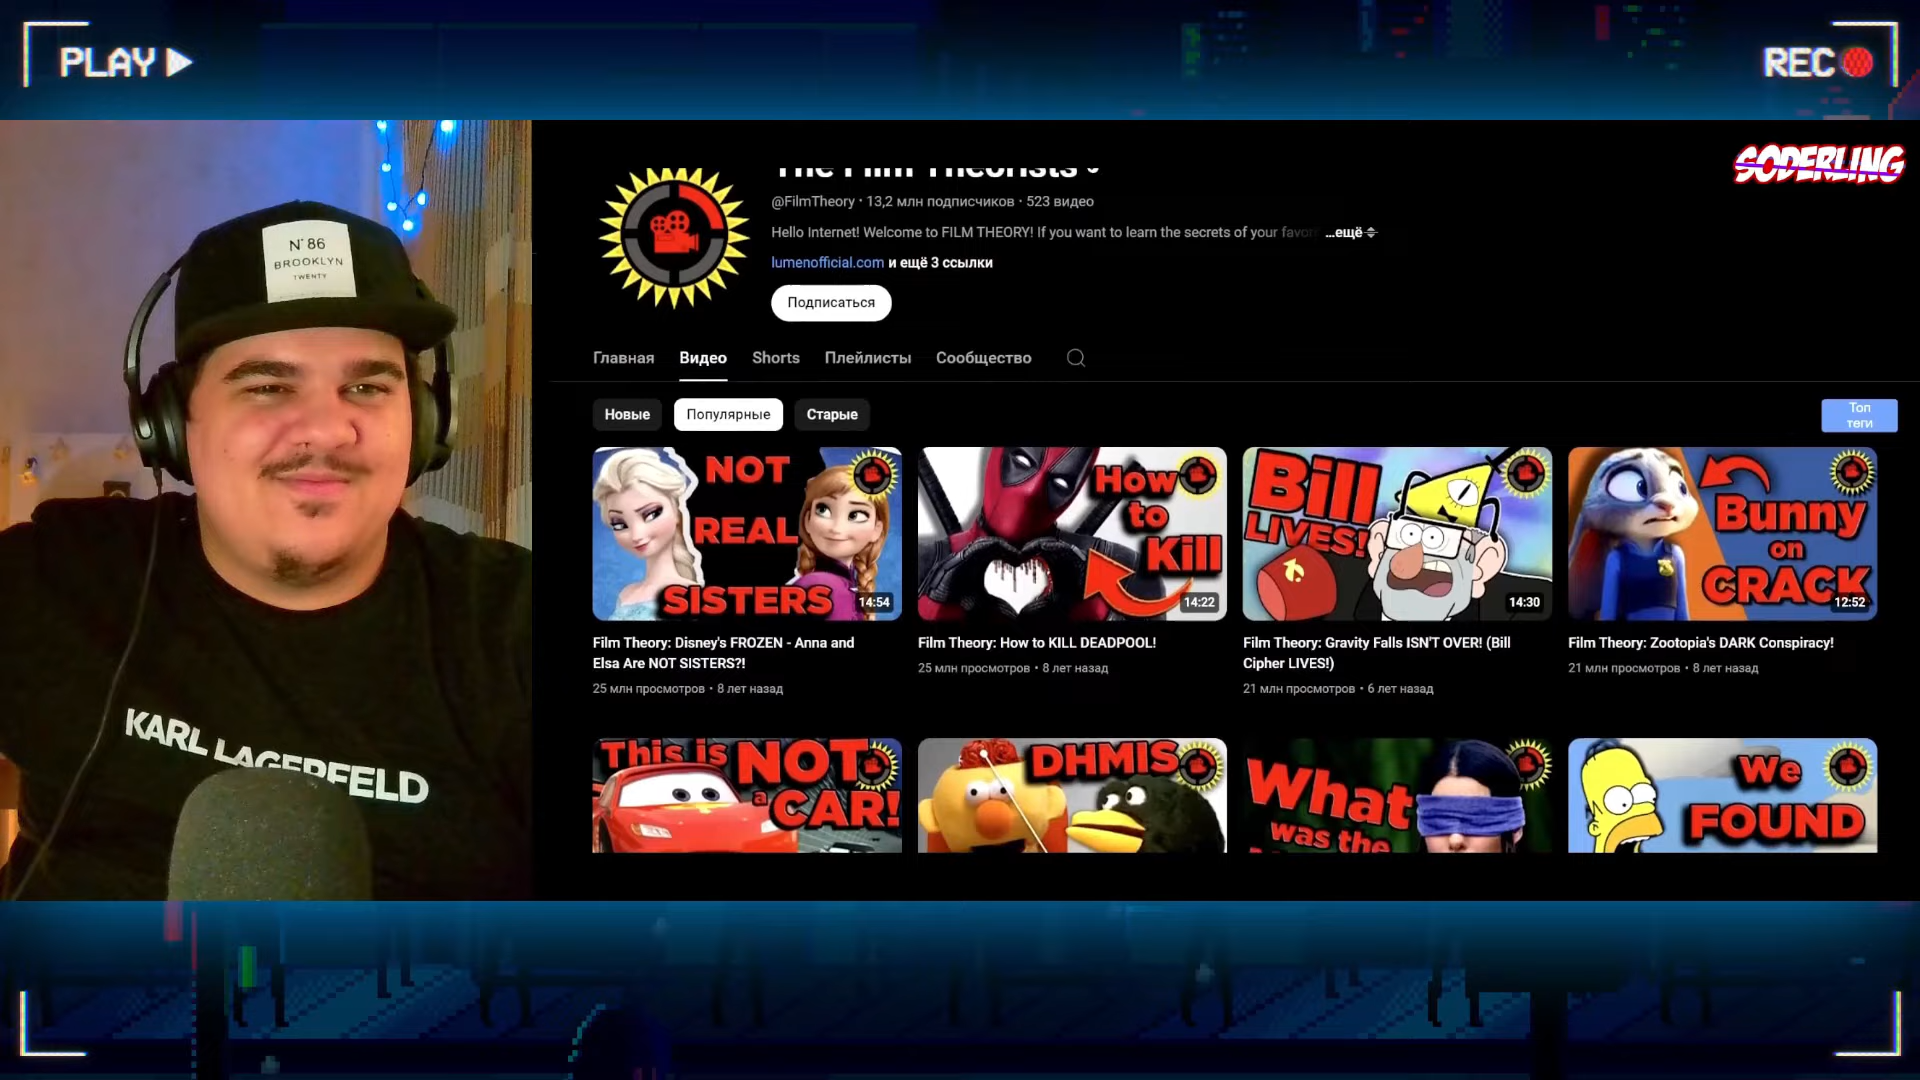 PLAY
REC
SODERLING
N° 86
BROOKLYN
TWENTY
KARL LAGERFELD
The Film Theorists
@FilmTheory · 13,2 млн подписчиков · 523 видео
Hello Internet! Welcome to FILM THEORY! If you want to learn the secrets of your favor ...ещё
lumenofficial.com и ещё 3 ссылки
Подписаться
Главная Видео Shorts Плейлисты Сообщество
Новые Популярные Старые
Топ
теги
NOT
REAL
SISTERS
14:54
How
to
Kill
14:22
Bill
LIVES!
14:30
Bunny
on
CRACK
12:52
Film Theory: Disney's FROZEN - Anna and
Elsa Are NOT SISTERS?!
25 млн просмотров · 8 лет назад
Film Theory: How to KILL DEADPOOL!
25 млн просмотров · 8 лет назад
Film Theory: Gravity Falls ISN'T OVER! (Bill
Cipher LIVES!)
21 млн просмотров · 6 лет назад
Film Theory: Zootopia's DARK Conspiracy!
21 млн просмотров · 8 лет назад
This is NOT
a CAR!
DHMIS
What
was the
We
FOUND